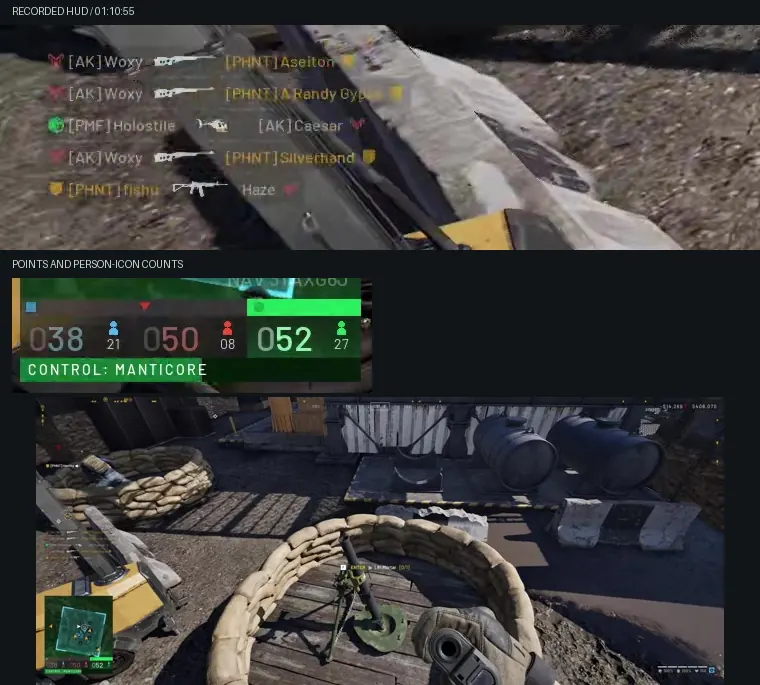 RECORDED HUD / 01:10:55
[AK] Woxy [PHNT] Aseiton
[AK] Woxy [PHNT] A Randy Gypsy
[PMF] Holostile [AK] Caesar
[AK] Woxy [PHNT] Silverhand
[PHNT] fishu Haze
POINTS AND PERSON-ICON COUNTS
038 21 050 08 052 27
CONTROL: MANTICORE
ENTER
052